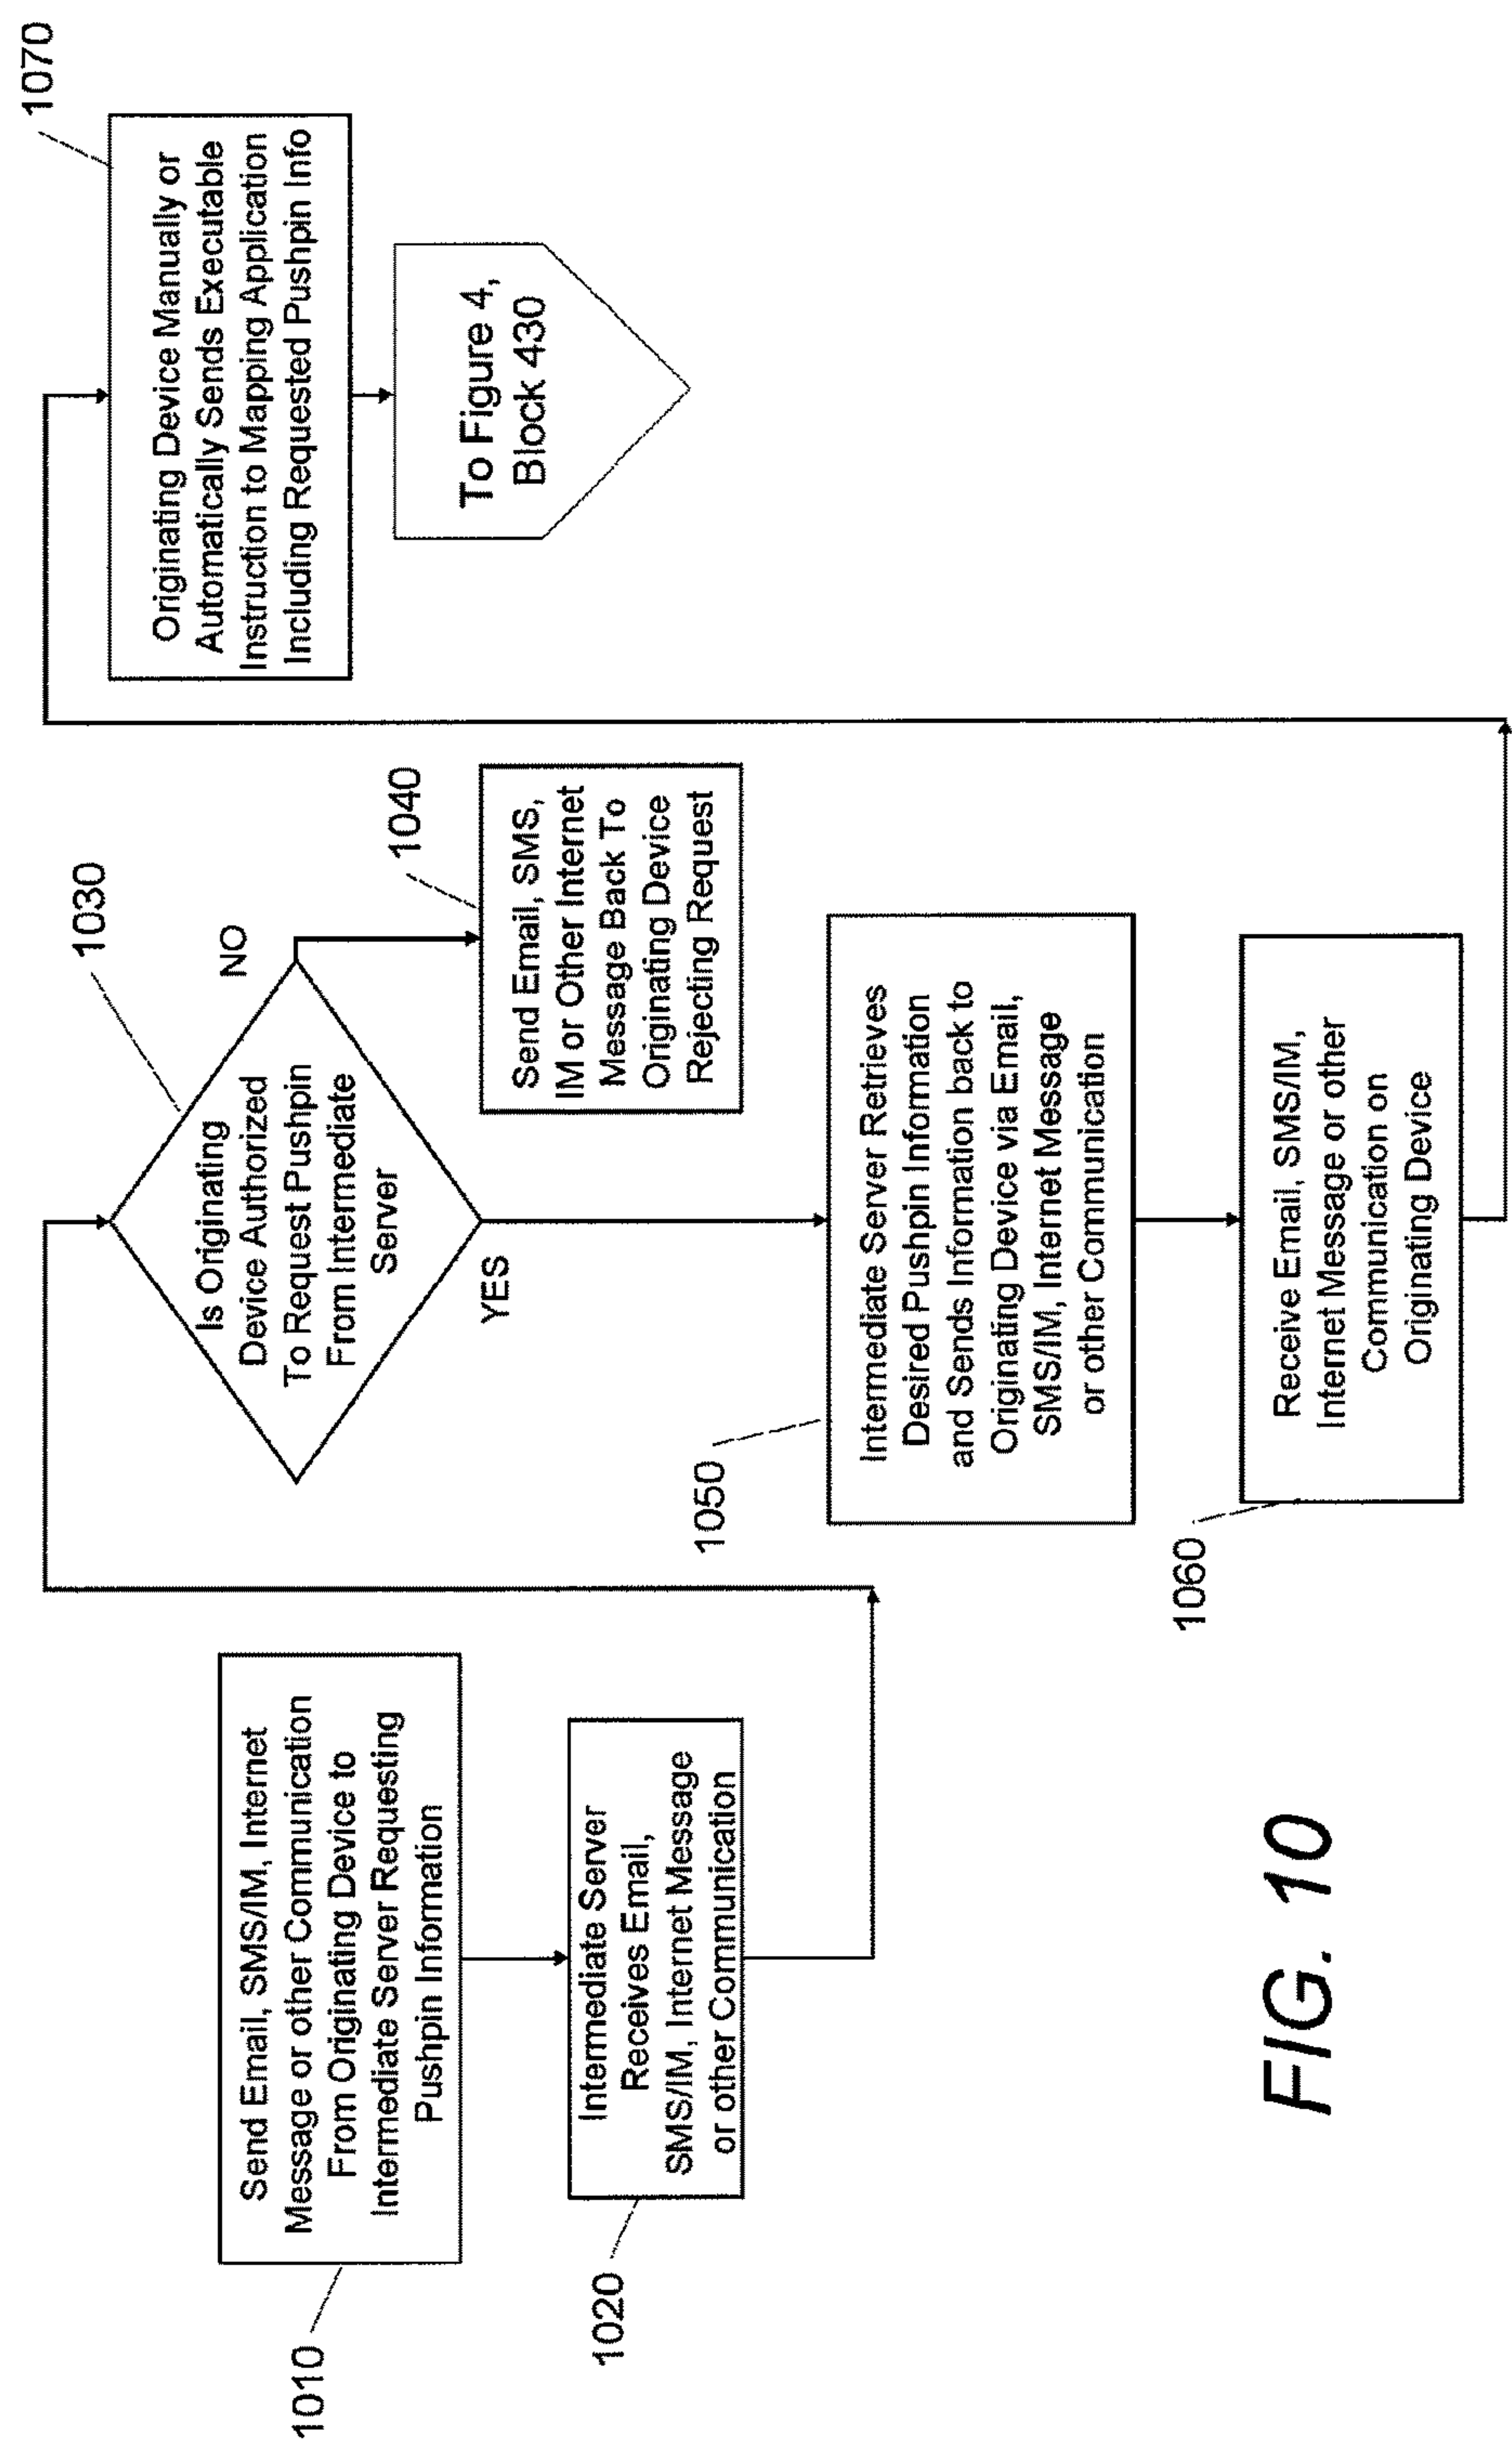 1010
Send Email, SMS/IM, Internet
Message or other Communication
From Originating Device to
Intermediate Server Requesting
Pushpin Information
1020
Intermediate Server
Receives Email,
SMS/IM, Internet Message
or other Communication
1030
Is Originating
Device Authorized
To Request Pushpin
From Intermediate
Server
NO
YES
1040
Send Email, SMS,
IM or Other Internet
Message Back To
Originating Device
Rejecting Request
1050
Intermediate Server Retrieves
Desired Pushpin Information
and Sends Information back to
Originating Device via Email,
SMS/IM, Internet Message
or other Communication
1060
Receive Email, SMS/IM,
Internet Message or other
Communication on
Originating Device
1070
Originating Device Manually or
Automatically Sends Executable
Instruction to Mapping Application
Including Requested Pushpin Info
To Figure 4,
Block 430
FIG. 10